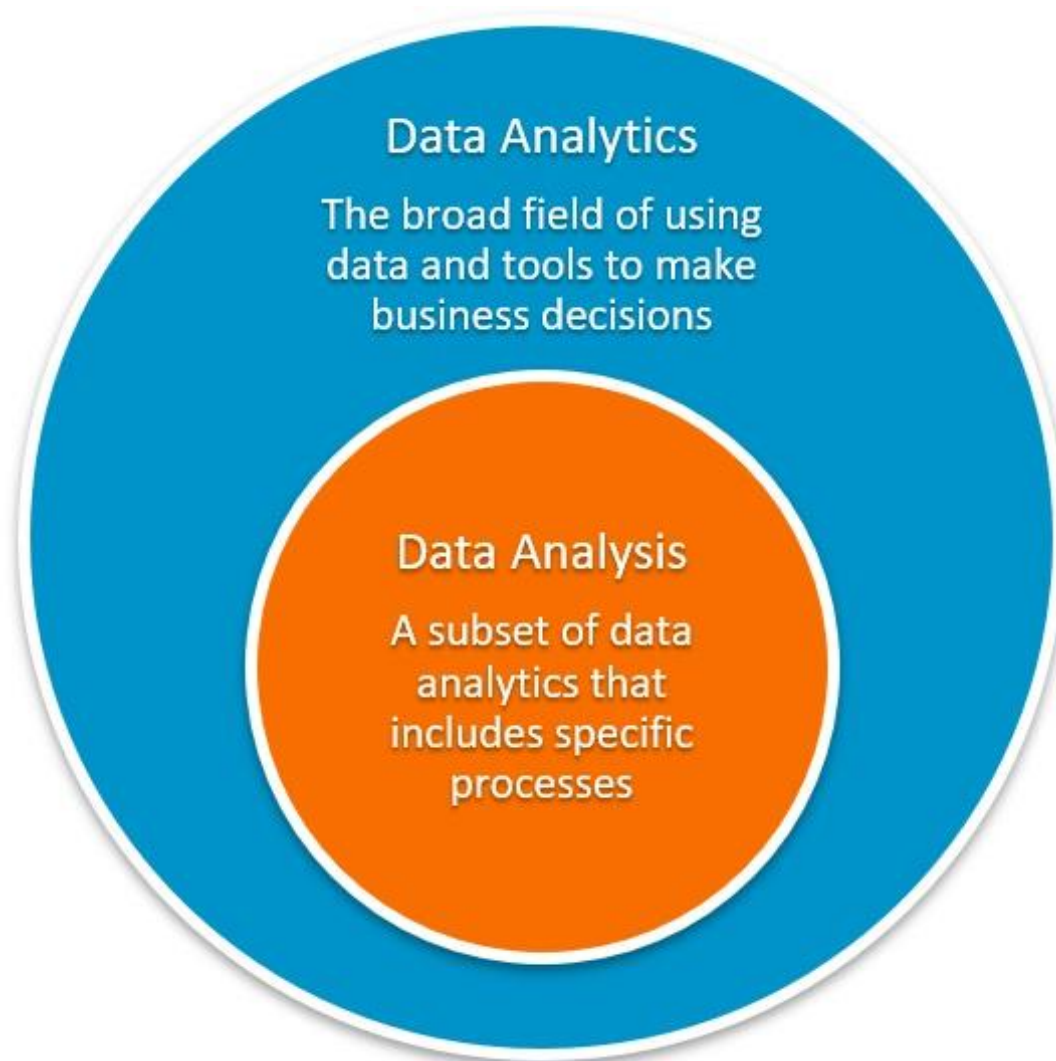 Data Analytics
The broad field of using
data and tools to make
business decisions
Data Analysis
A subset of data
analytics that
includes specific
processes